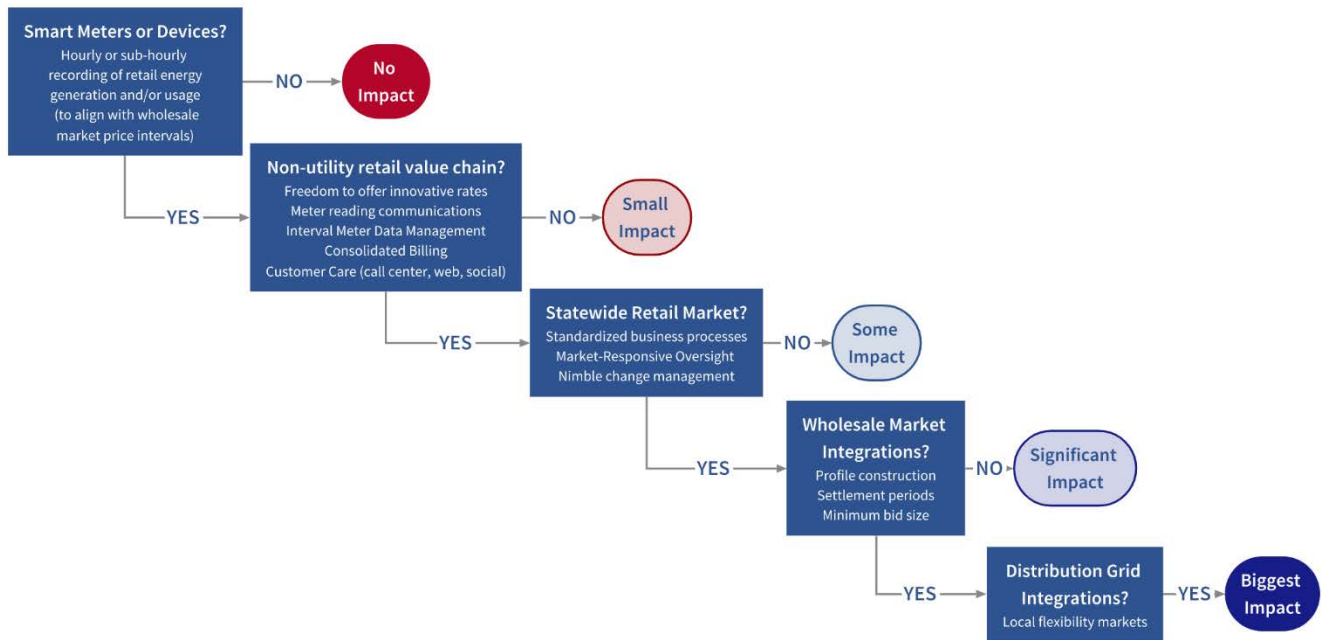 Smart Meters or Devices?
Hourly or sub-hourly
recording of retail energy
generation and/or usage
(to align with wholesale
market price intervals)
NO
No
Impact
YES
Non-utility retail value chain?
Freedom to offer innovative rates
Meter reading communications
Interval Meter Data Management
Consolidated Billing
Customer Care (call center, web, social)
NO
Small
Impact
YES
Statewide Retail Market?
Standardized business processes
Market-Responsive Oversight
Nimble change management
NO
Some
Impact
YES
Wholesale Market
Integrations?
Profile construction
Settlement periods
Minimum bid size
NO
Significant
Impact
YES
Distribution Grid
Integrations?
Local flexibility markets
YES
Biggest
Impact